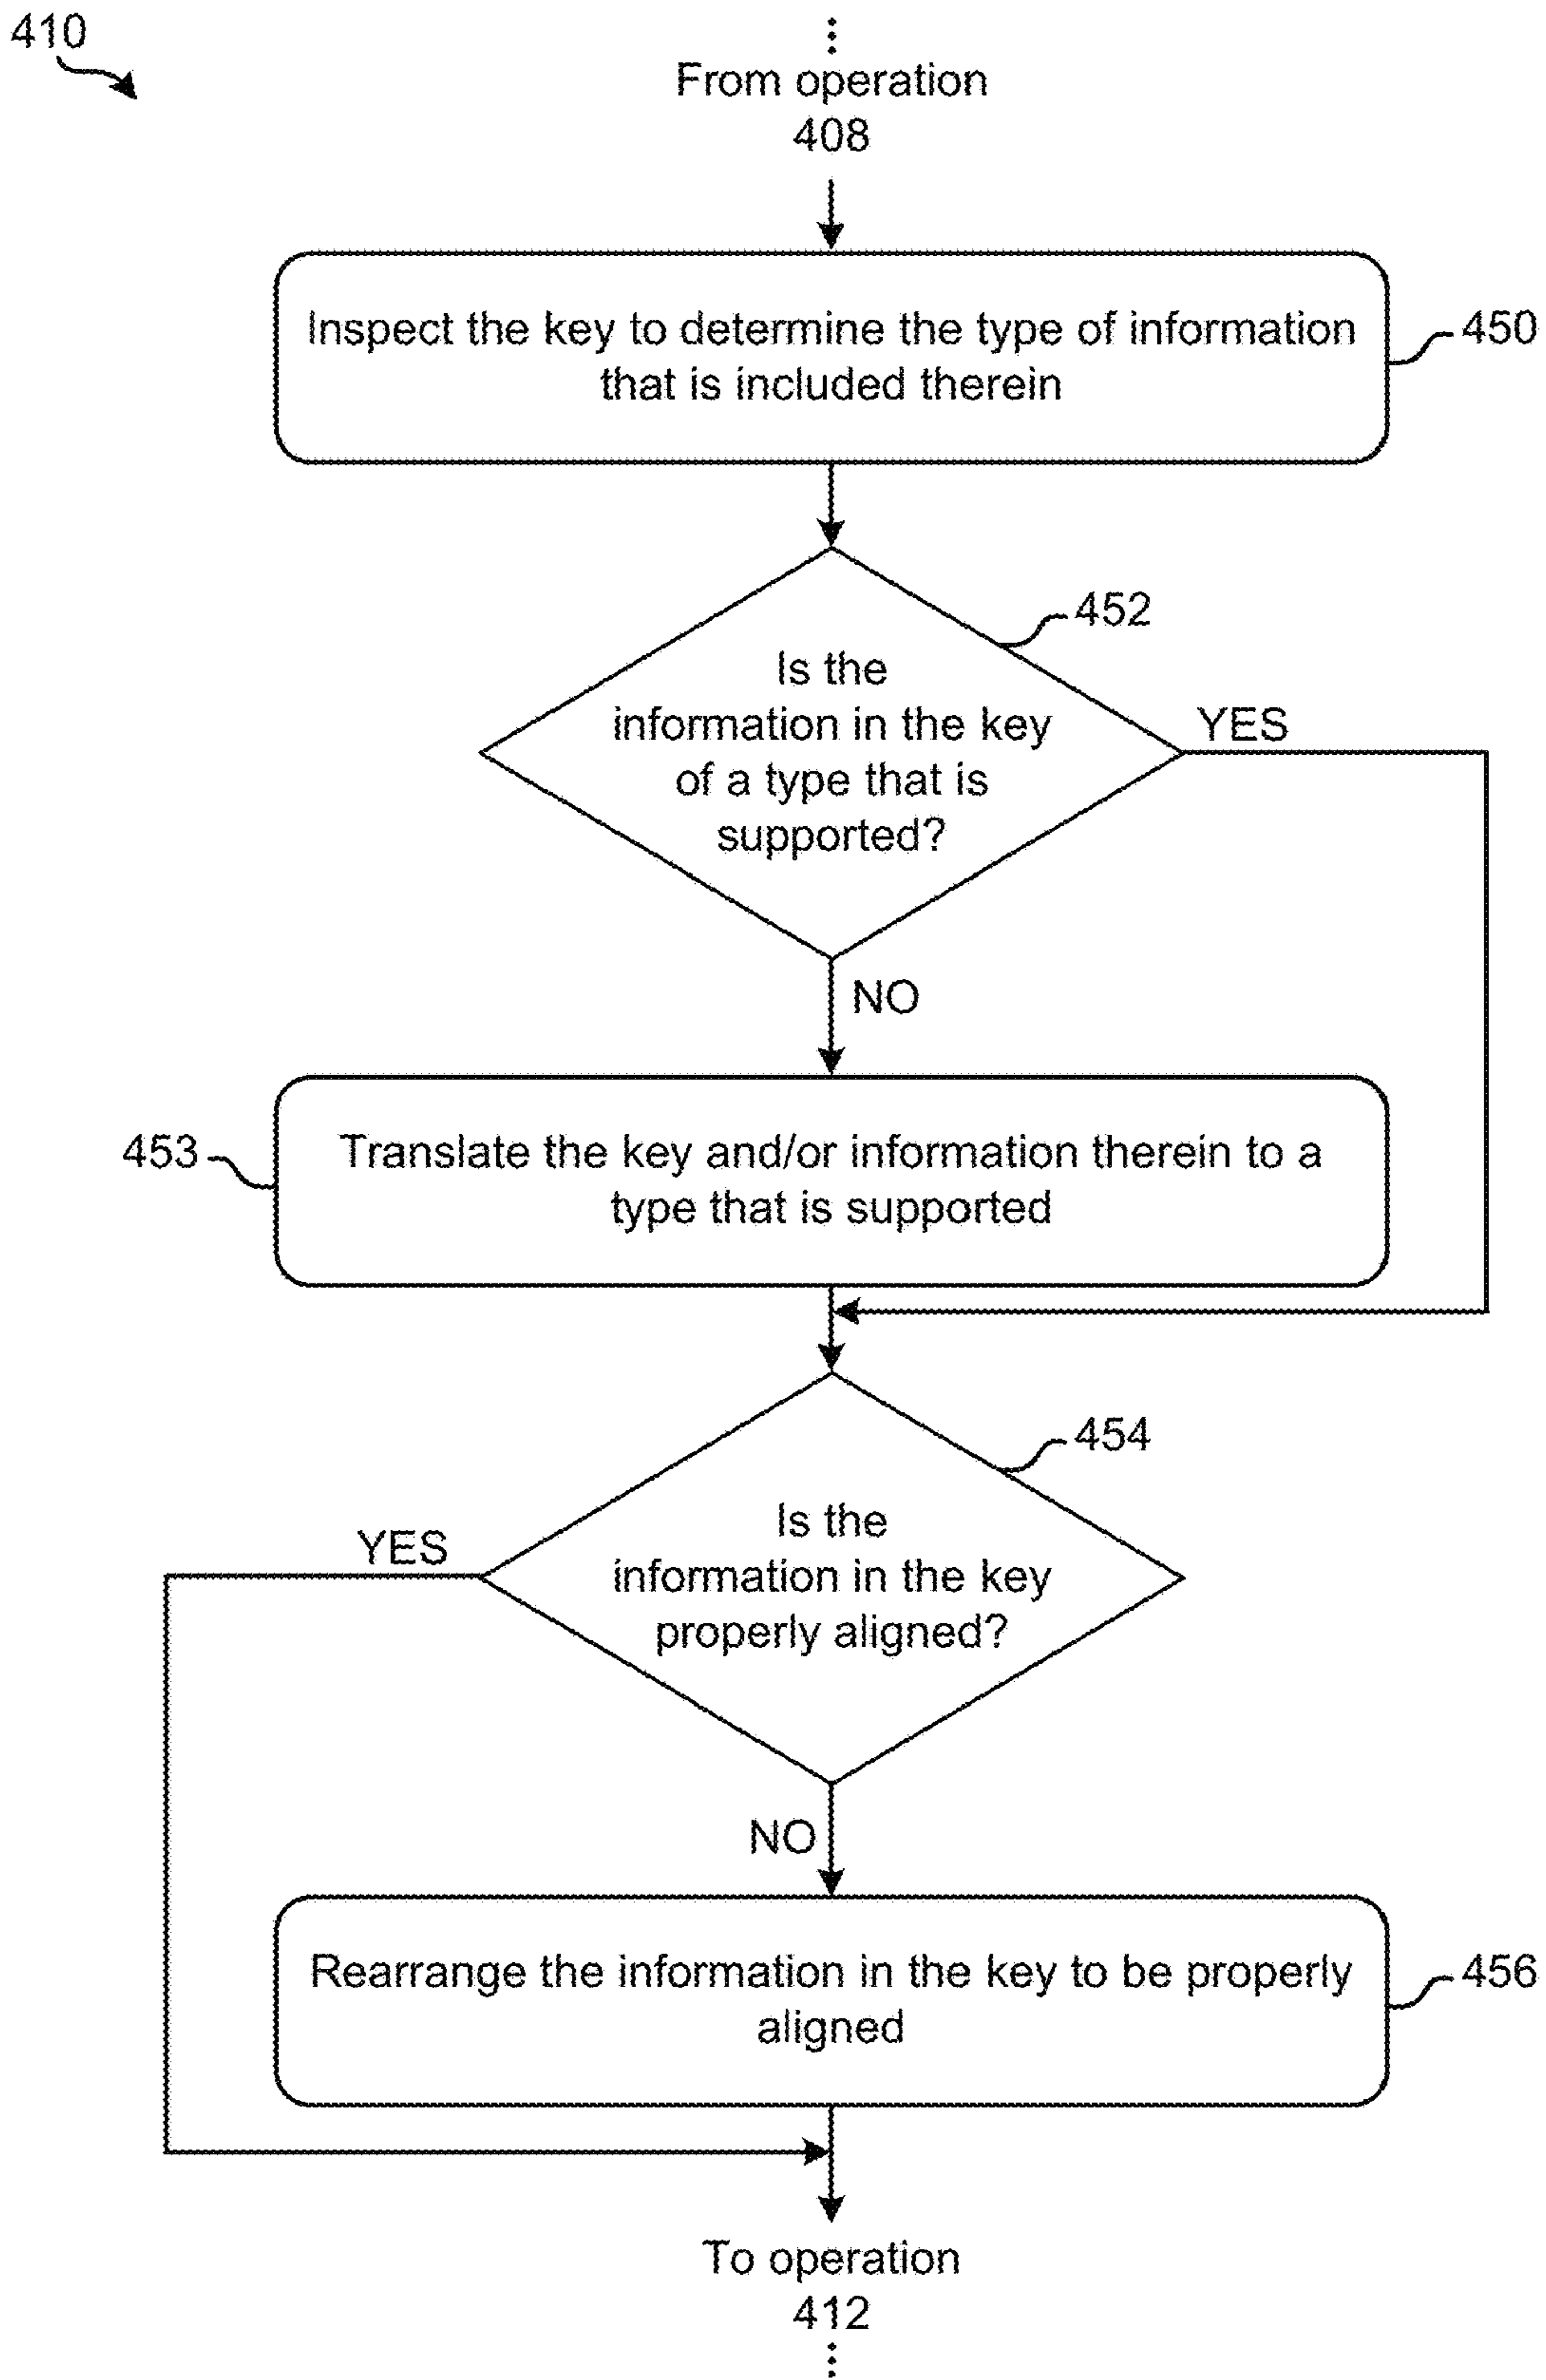 410
From operation
408
Inspect the key to determine the type of information
that is included therein
450
452
Is the
information in the key
of a type that is
supported?
YES
NO
453
Translate the key and/or information therein to a
type that is supported
454
Is the
information in the key
properly aligned?
YES
NO
Rearrange the information in the key to be properly
aligned
456
To operation
412